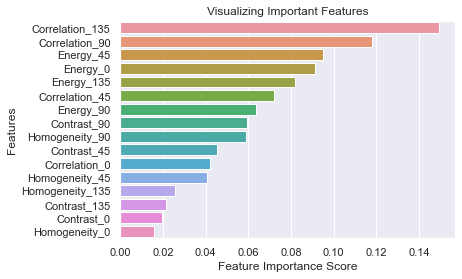 Visualizing Important Features
Correlation_135
Correlation_90
Energy_45
Energy_0
Energy_135
Correlation_45
Energy_90
Contrast_90
Homogeneity_90
Contrast_45
Correlation_0
Homogeneity_45
Homogeneity_135
Contrast_135
Contrast_0
Homogeneity_0
Features
0.00 0.02 0.04 0.06 0.08 0.10 0.12 0.14
Feature Importance Score